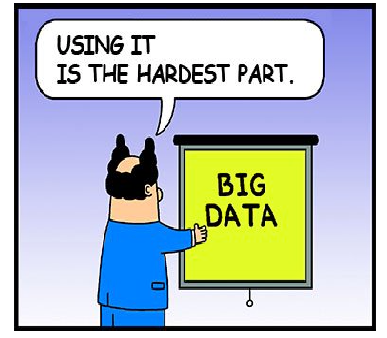 USING IT
IS THE HARDEST PART.
BIG
DATA